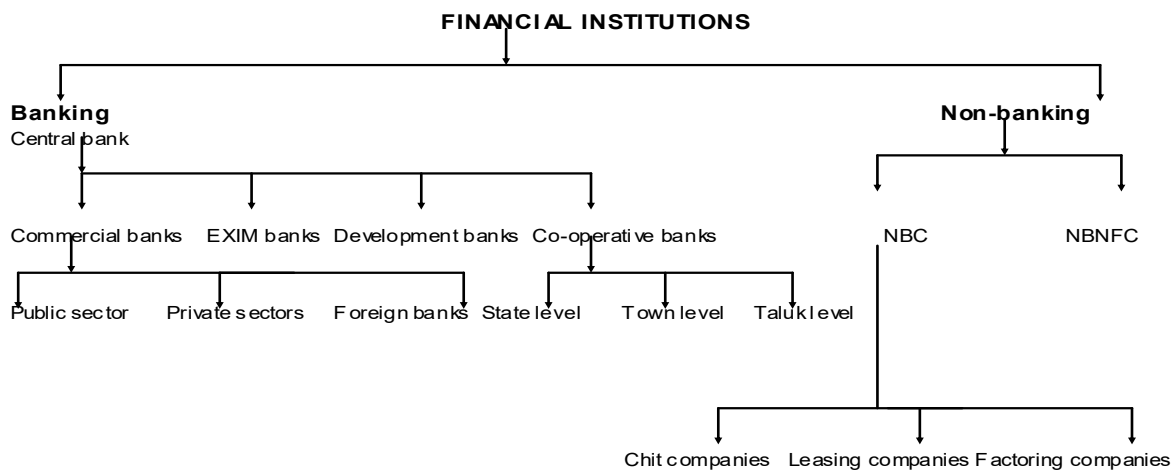 FINANCIAL INSTITUTIONS
Banking
Non-banking
Central bank
Commercial banks EXIM banks Development banks Co-operative banks NBC NBNFC
Public sector Private sectors Foreign banks State level Town level Taluk level
Chit companies Leasing companies Factoring companies